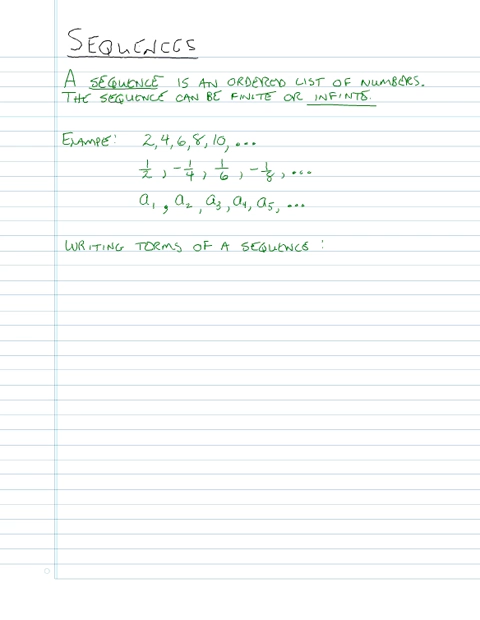 SEQUENCES
A SEQUENCE IS AN ORDERED LIST OF NUMBERS.
THE SEQUENCE CAN BE FINITE OR INFINITE.
EXAMPLE: 2, 4, 6, 8, 10, ...
1/2, -1/4, 1/6, -1/8, ...
a₁, a₂, a₃, a₄, a₅, ...
WRITING TERMS OF A SEQUENCE: